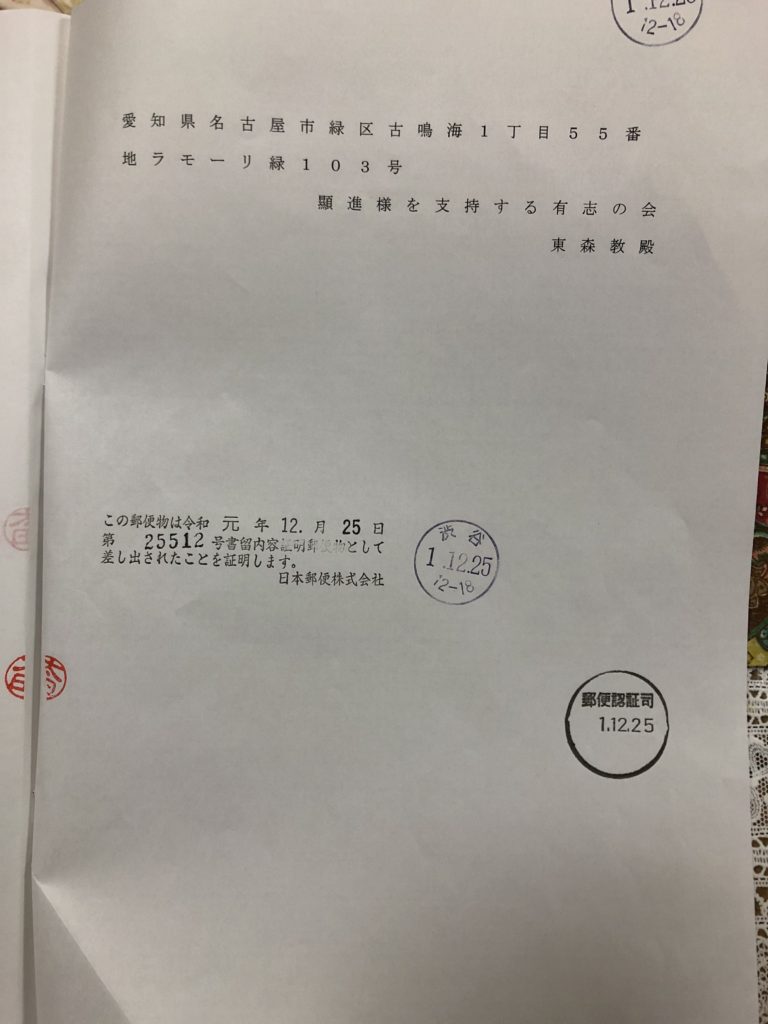 1.12.25
12-18
愛知県名古屋市緑区古鳴海1丁目55番
地ラモーリ緑103号
顯進様を支持する有志の会
東森教殿
この郵便物は令和 元 年 12. 月 25 日
第 25512 号書留内容証明郵便物として
差し出されたことを証明します。
日本郵便株式会社
渋谷
1.12.25
12-18
郵便認証司
1.12.25